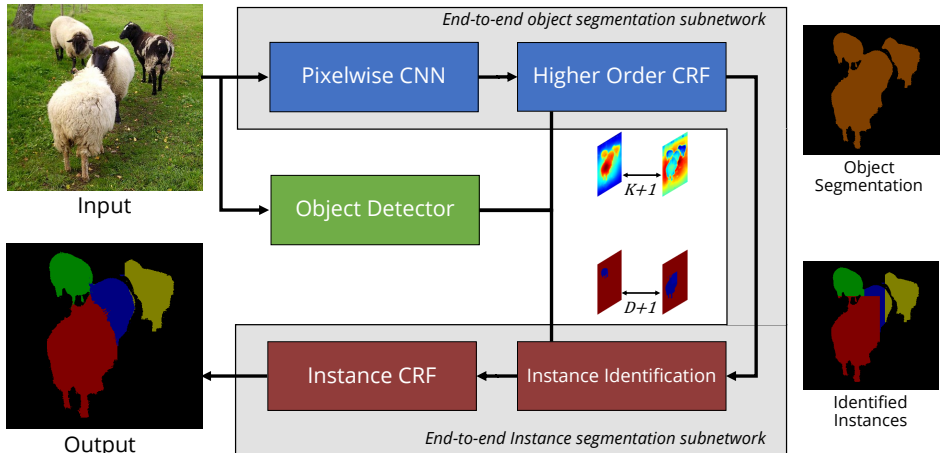 End-to-end object segmentation subnetwork
Pixelwise CNN
Higher Order CRF
Input
Object Detector
K+1
Object
Segmentation
D+1
Instance CRF
Instance Identification
Output
End-to-end Instance segmentation subnetwork
Identified
Instances